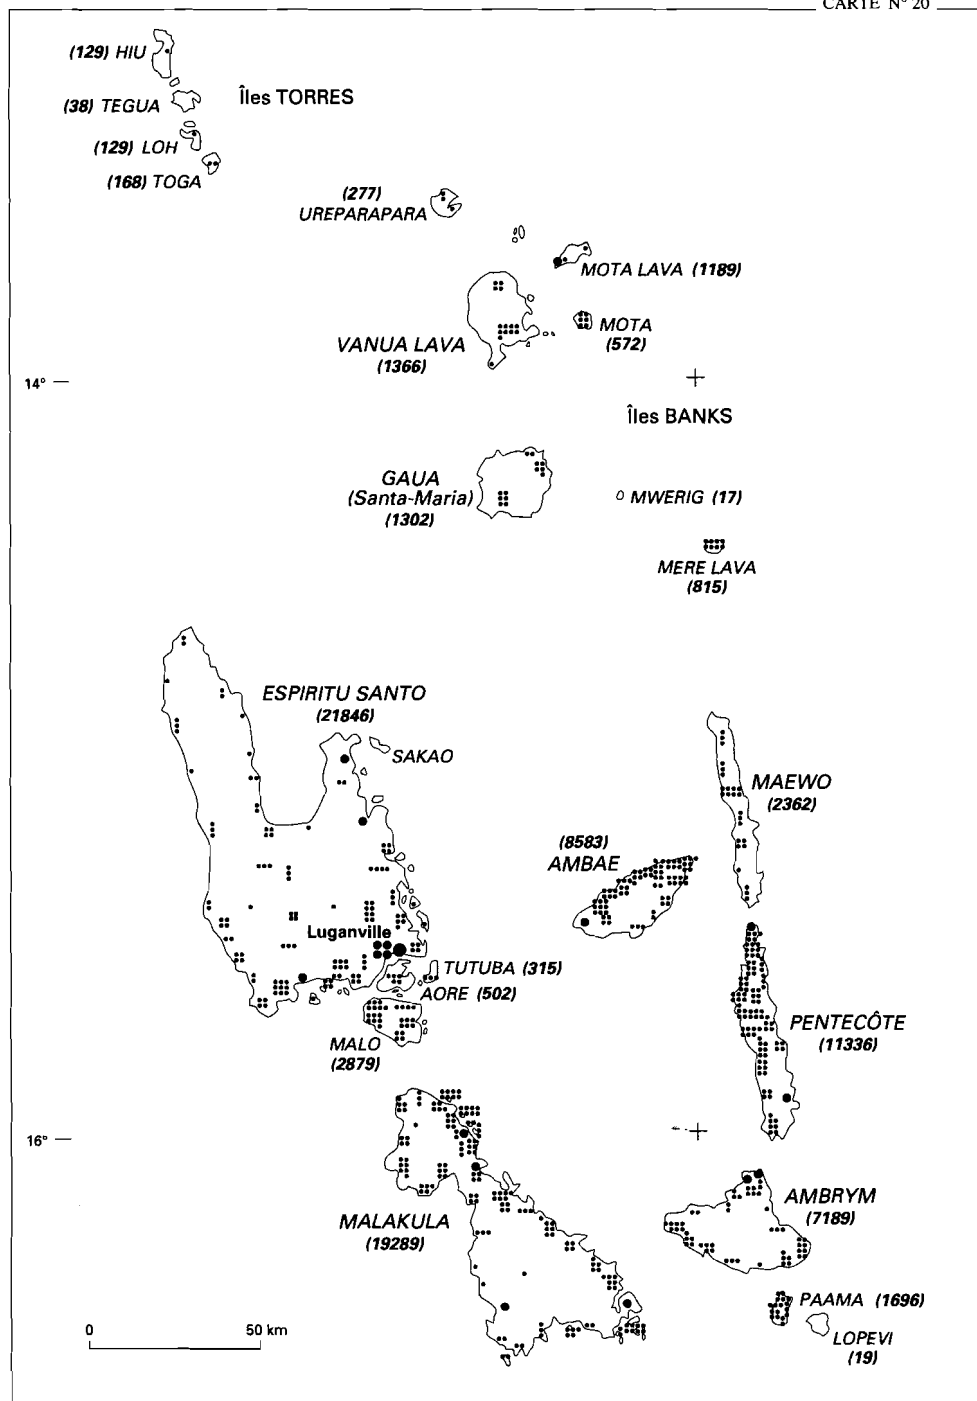 CARTE N° 20
(129) HIU
(38) TEGUA
Îles TORRES
(129) LOH
(168) TOGA
(277)
UREPARAPARA
MOTA LAVA (1189)
MOTA
(572)
VANUA LAVA
(1366)
14°
Îles BANKS
GAUA
(Santa-Maria)
(1302)
MWERIG (17)
MERE LAVA
(815)
ESPIRITU SANTO
(21846)
SAKAO
MAEWO
(2362)
(8583)
AMBAE
Luganville
TUTUBA (315)
AORE (502)
MALO
(2879)
PENTECÔTE
(11336)
16°
MALAKULA
(19289)
AMBRYM
(7189)
PAAMA (1696)
LOPEVI
(19)
0 50 km